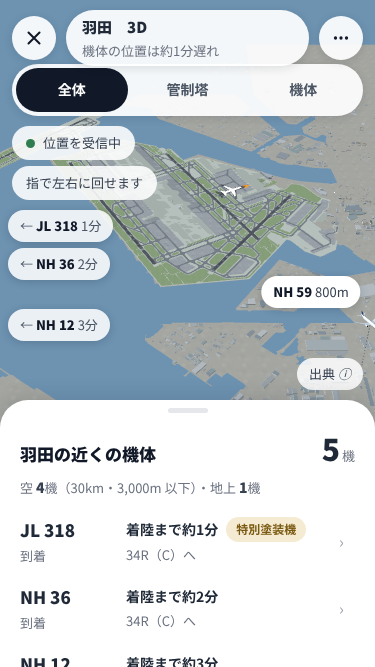 羽田 3D
機体の位置は約1分遅れ
全体 管制塔 機体
位置を受信中
指で左右に回せます
← JL 318 1分
← NH 36 2分
NH 59 800m
← NH 12 3分
出典 ⓘ
羽田の近くの機体 5機
空 4機（30km・3,000m 以下）・地上 1機
JL 318 着陸まで約1分 特別塗装機
到着 34R（C）へ
NH 36 着陸まで約2分
到着 34R（C）へ
NH 12 着陸まで約3分